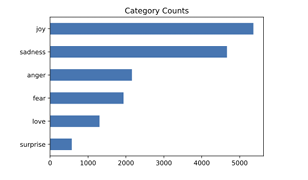 Category Counts
joy
sadness
anger
fear
love
surprise
0 1000 2000 3000 4000 5000